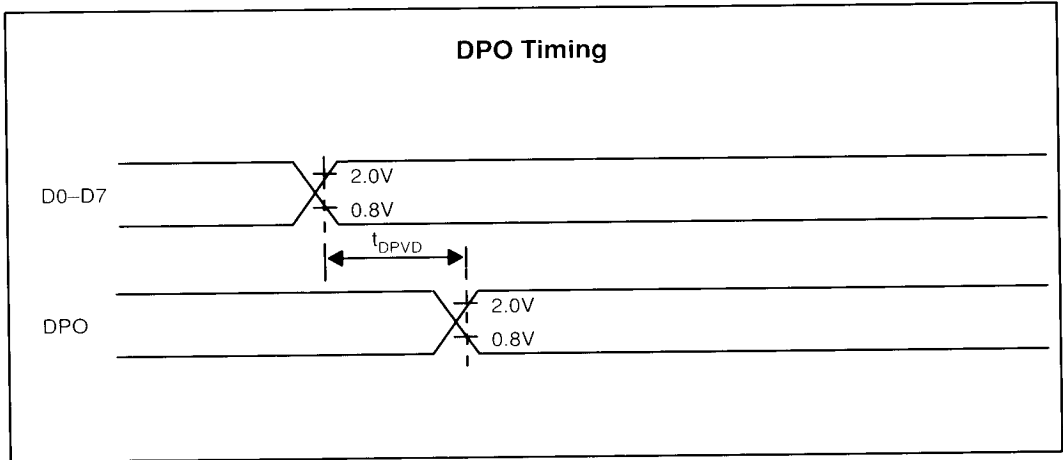 DPO Timing
D0–D7
2.0V
0.8V
tDPVD
DPO
2.0V
0.8V